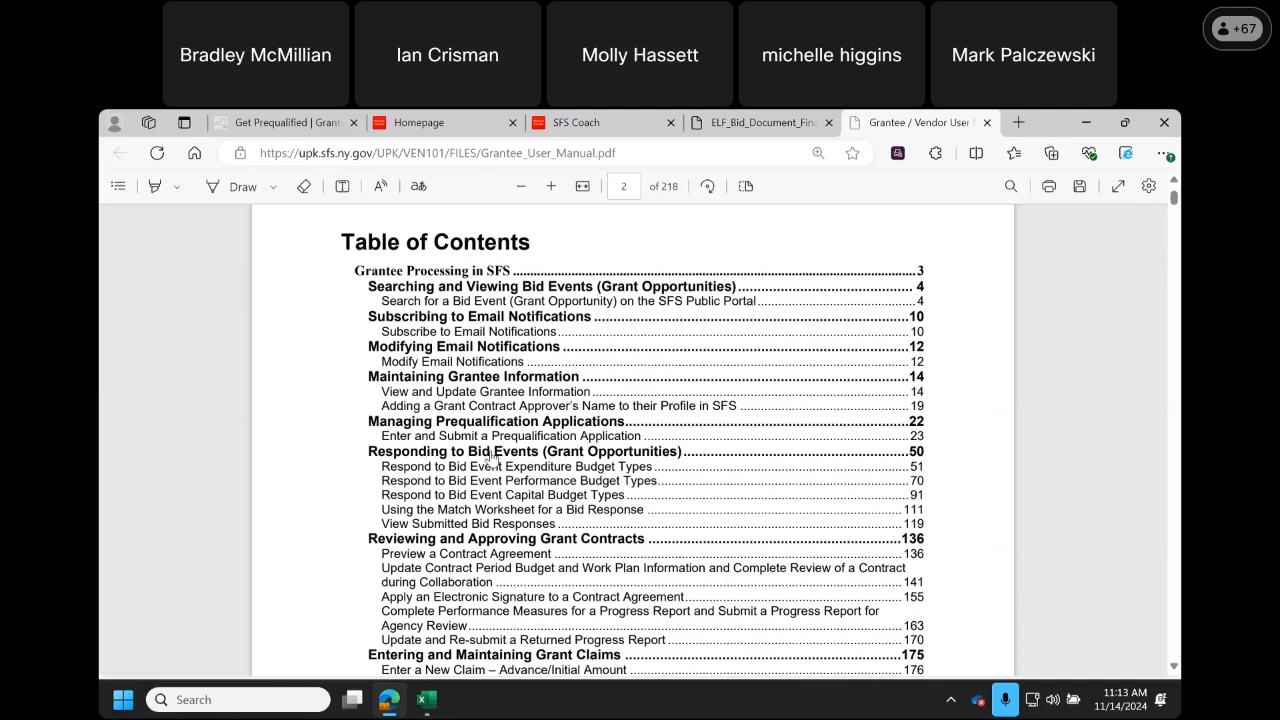 Bradley McMillian
Ian Crisman
Molly Hassett
michelle higgins
Mark Palczewski
+67
Get Prequalified | Grant
Homepage
SFS Coach
ELF_Bid_Document_Fina
Grantee / Vendor User
https://upk.sfs.ny.gov/UPK/VEN101/FILES/Grantee_User_Manual.pdf
Draw
2 of 218
Table of Contents
Grantee Processing in SFS 3
Searching and Viewing Bid Events (Grant Opportunities) 4
Search for a Bid Event (Grant Opportunity) on the SFS Public Portal 4
Subscribing to Email Notifications 10
Subscribe to Email Notifications 10
Modifying Email Notifications 12
Modify Email Notifications 12
Maintaining Grantee Information 14
View and Update Grantee Information 14
Adding a Grant Contract Approver's Name to their Profile in SFS 19
Managing Prequalification Applications 22
Enter and Submit a Prequalification Application 23
Responding to Bid Events (Grant Opportunities) 50
Respond to Bid Event Expenditure Budget Types 51
Respond to Bid Event Performance Budget Types 70
Respond to Bid Event Capital Budget Types 91
Using the Match Worksheet for a Bid Response 111
View Submitted Bid Responses 119
Reviewing and Approving Grant Contracts 136
Preview a Contract Agreement 136
Update Contract Period Budget and Work Plan Information and Complete Review of a Contract
during Collaboration 141
Apply an Electronic Signature to a Contract Agreement 155
Complete Performance Measures for a Progress Report and Submit a Progress Report for
Agency Review 163
Update and Re-submit a Returned Progress Report 170
Entering and Maintaining Grant Claims 175
Enter a New Claim – Advance/Initial Amount 176
Search
11:13 AM
11/14/2024